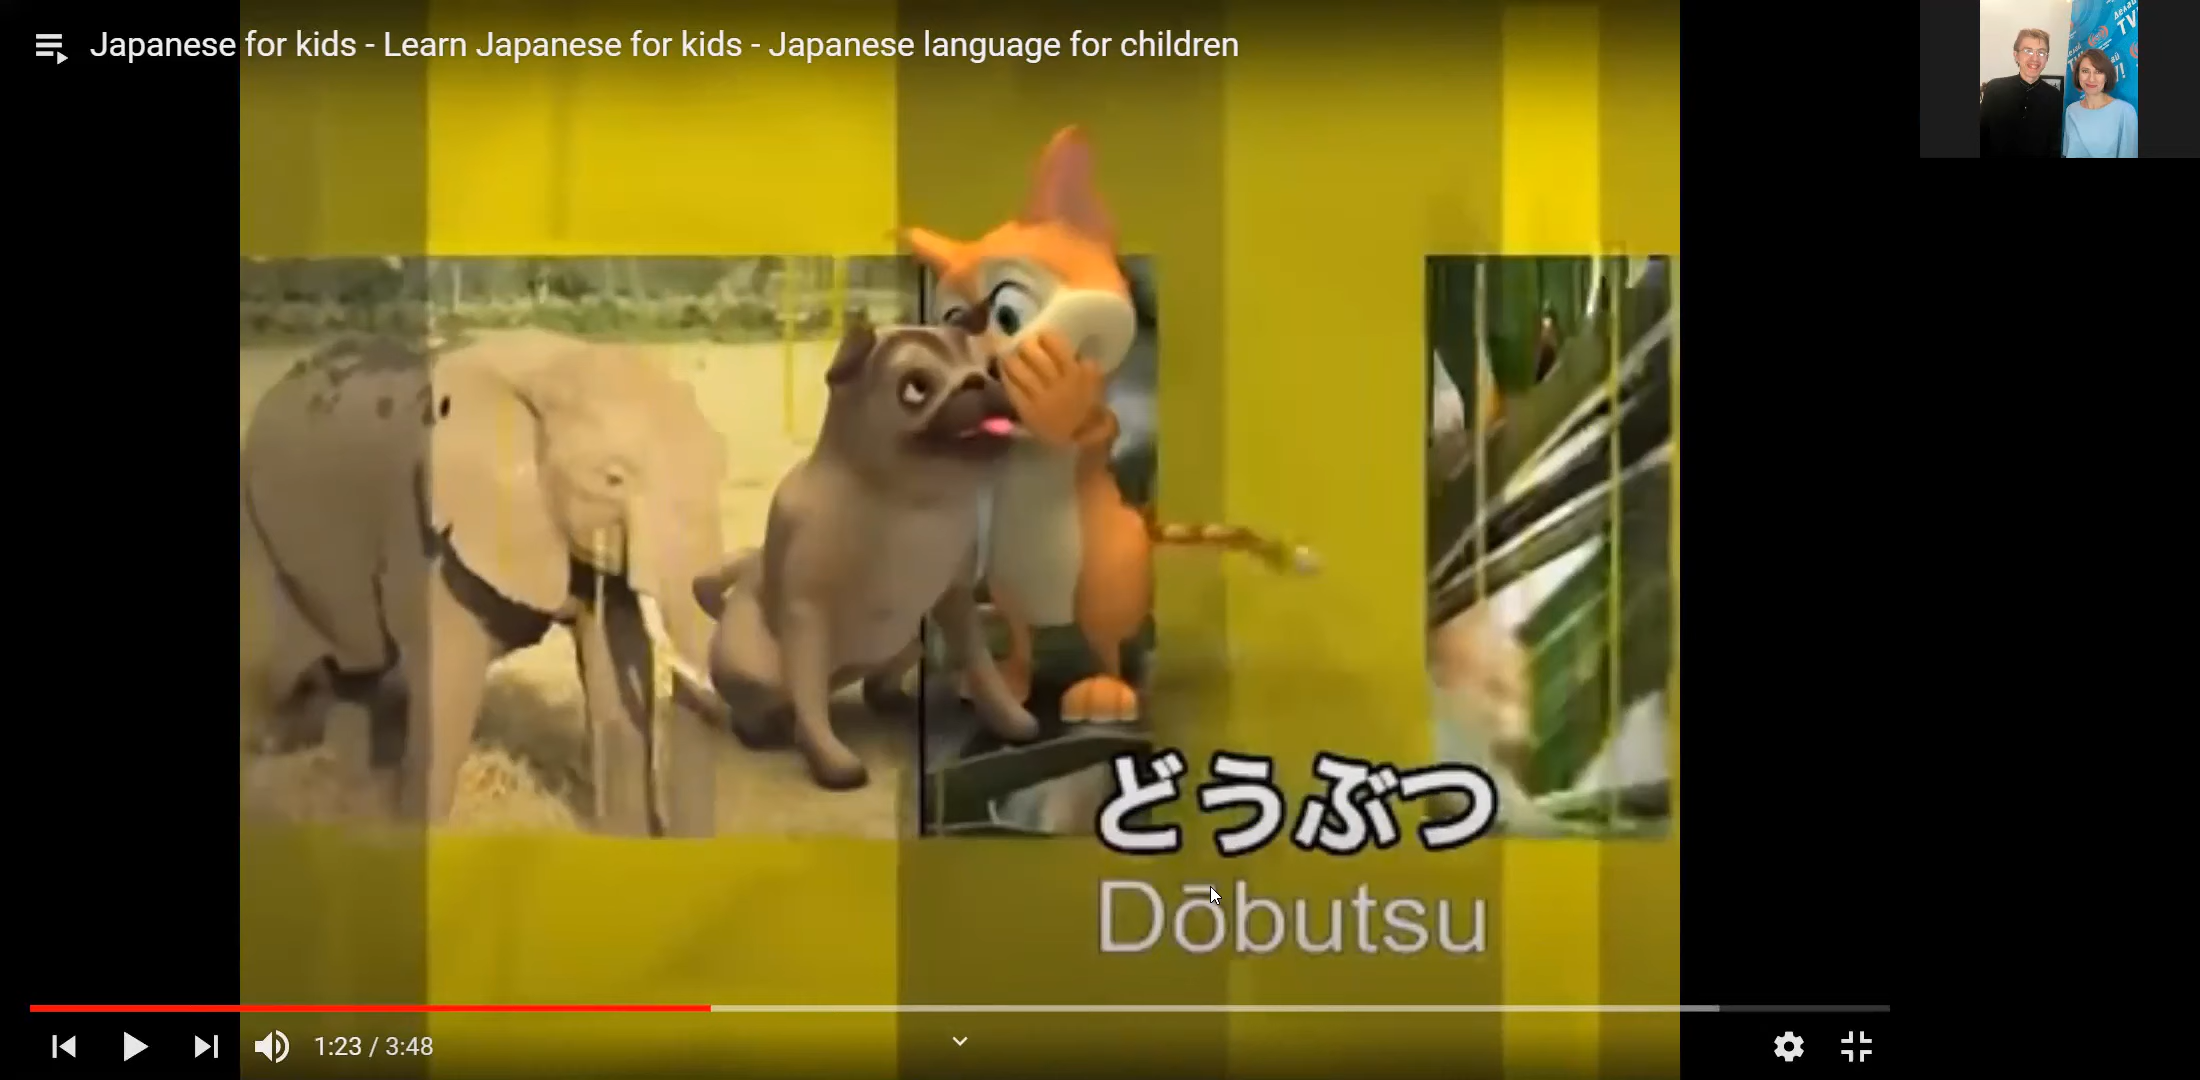 Japanese for kids - Learn Japanese for kids - Japanese language for children
どうぶつ
Dōbutsu
1:23 / 3:48